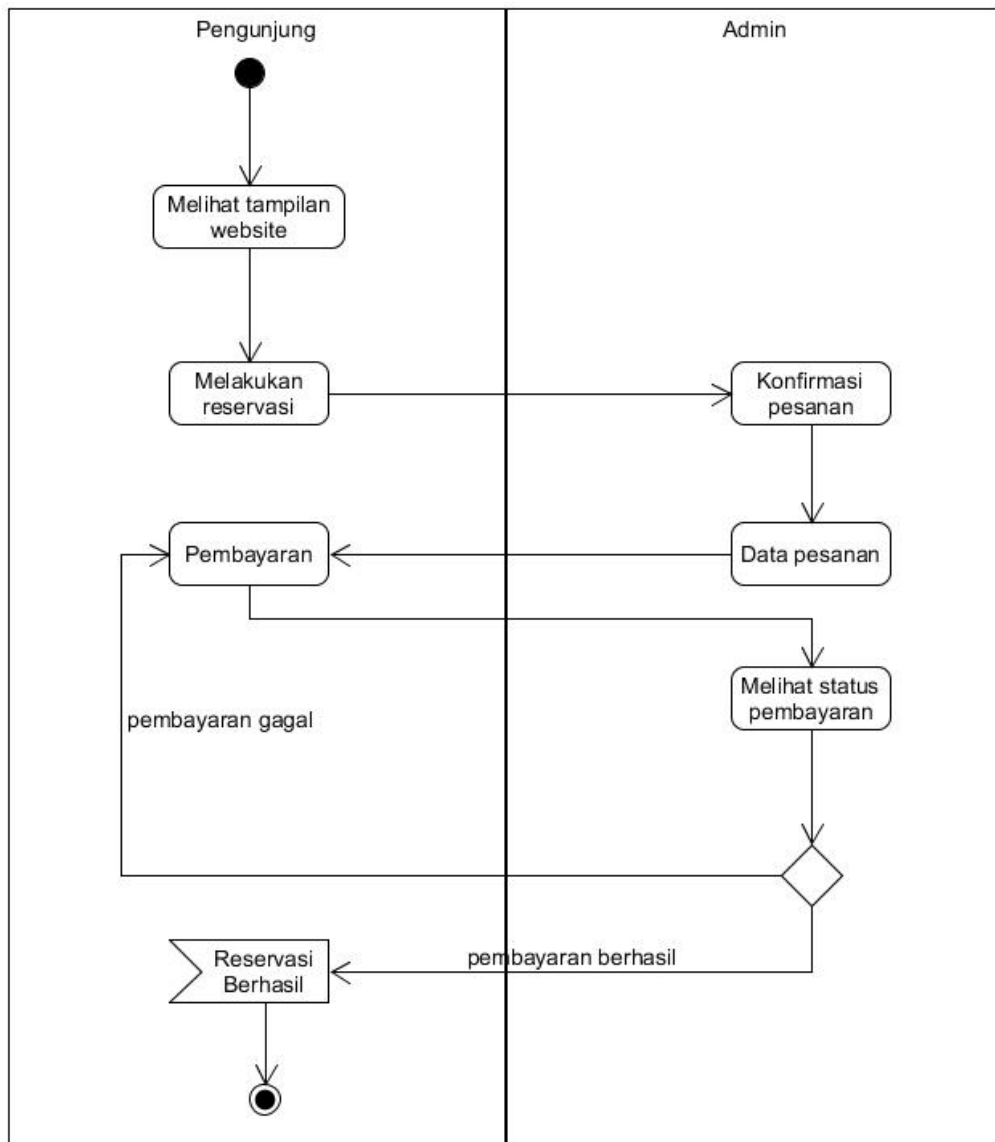 Pengunjung
Admin
Melihat tampilan
website
Melakukan
reservasi
Konfirmasi
pesanan
Pembayaran
Data pesanan
Melihat status
pembayaran
pembayaran gagal
pembayaran berhasil
Reservasi
Berhasil